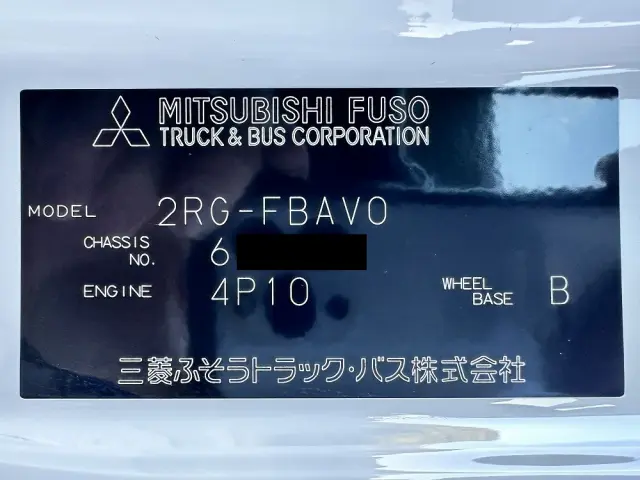 MITSUBISHI FUSO
TRUCK & BUS CORPORATION
MODEL 2RG-FBAV0
CHASSIS NO. 6
ENGINE 4P10 WHEEL BASE B
三菱ふそうトラック・バス株式会社